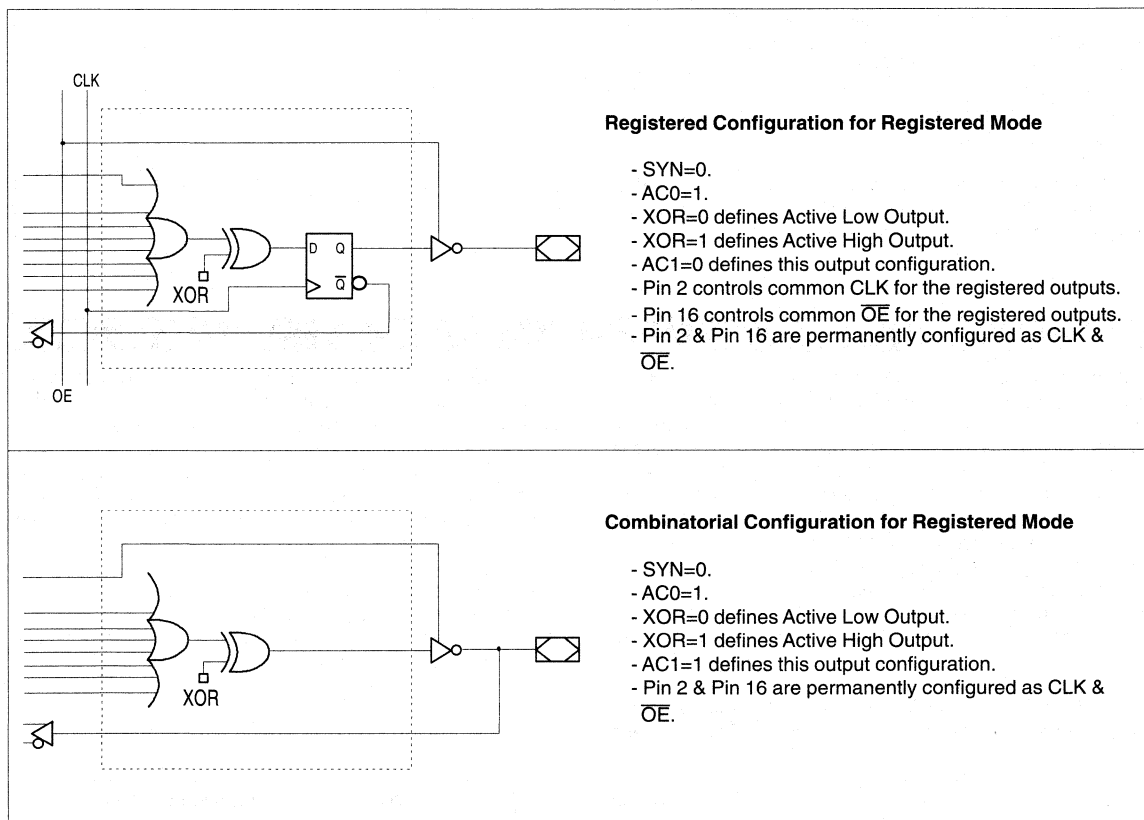 CLK
XOR
D Q
Q̅
OE
Registered Configuration for Registered Mode
- SYN=0.
- AC0=1.
- XOR=0 defines Active Low Output.
- XOR=1 defines Active High Output.
- AC1=0 defines this output configuration.
- Pin 2 controls common CLK for the registered outputs.
- Pin 16 controls common O̅E̅ for the registered outputs.
- Pin 2 & Pin 16 are permanently configured as CLK &
O̅E̅.
XOR
Combinatorial Configuration for Registered Mode
- SYN=0.
- AC0=1.
- XOR=0 defines Active Low Output.
- XOR=1 defines Active High Output.
- AC1=1 defines this output configuration.
- Pin 2 & Pin 16 are permanently configured as CLK &
O̅E̅.